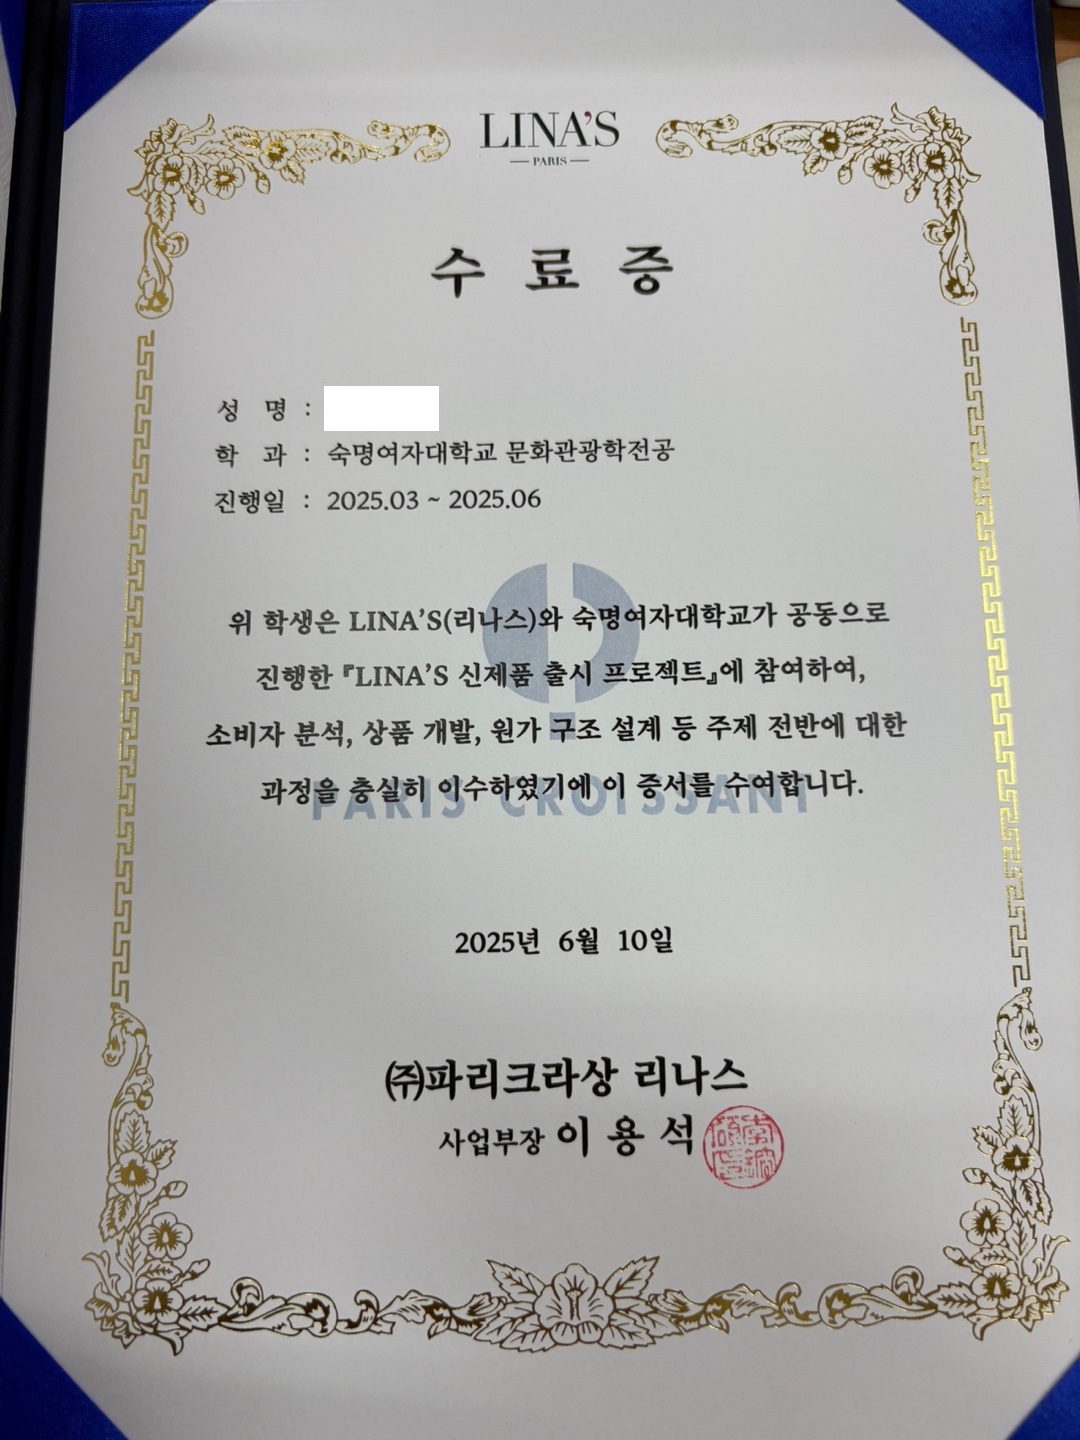 LINA'S
PARIS
수 료 증
성 명 :
학 과 : 숙명여자대학교 문화관광학전공
진행일 : 2025.03 ~ 2025.06
위 학생은 LINA'S(리나스)와 숙명여자대학교가 공동으로
진행한 『LINA'S 신제품 출시 프로젝트』에 참여하여,
소비자 분석, 상품 개발, 원가 구조 설계 등 주제 전반에 대한
과정을 충실히 이수하였기에 이 증서를 수여합니다.
PARIS CROISSANT
2025년 6월 10일
㈜파리크라상 리나스
사업부장 이 용 석